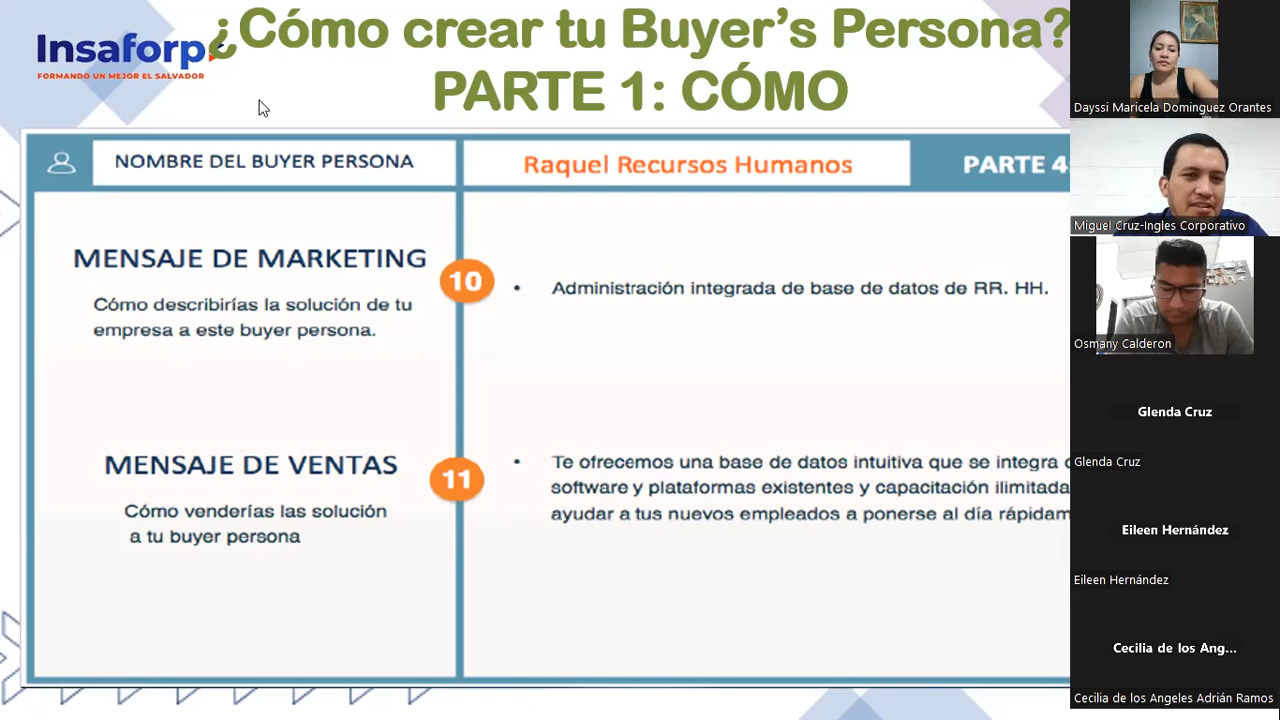 ¿Cómo crear tu Buyer's Persona?
PARTE 1: CÓMO
Insaforp
FORMANDO UN MEJOR EL SALVADOR
NOMBRE DEL BUYER PERSONA
Raquel Recursos Humanos
PARTE 4
MENSAJE DE MARKETING
Cómo describirías la solución de tu
empresa a este buyer persona.
10
• Administración integrada de base de datos de RR. HH.
MENSAJE DE VENTAS
Cómo venderías las solución
a tu buyer persona
11
• Te ofrecemos una base de datos intuitiva que se integra
software y plataformas existentes y capacitación ilimitada
ayudar a tus nuevos empleados a ponerse al día
Dayssi Maricela Dominguez Orantes
Miguel Cruz-Ingles Corporativo
Osmany Calderon
Glenda Cruz
Glenda Cruz
Eileen Hernández
Eileen Hernández
Cecilia de los Ang...
Cecilia de los Angeles Adrián Ramos